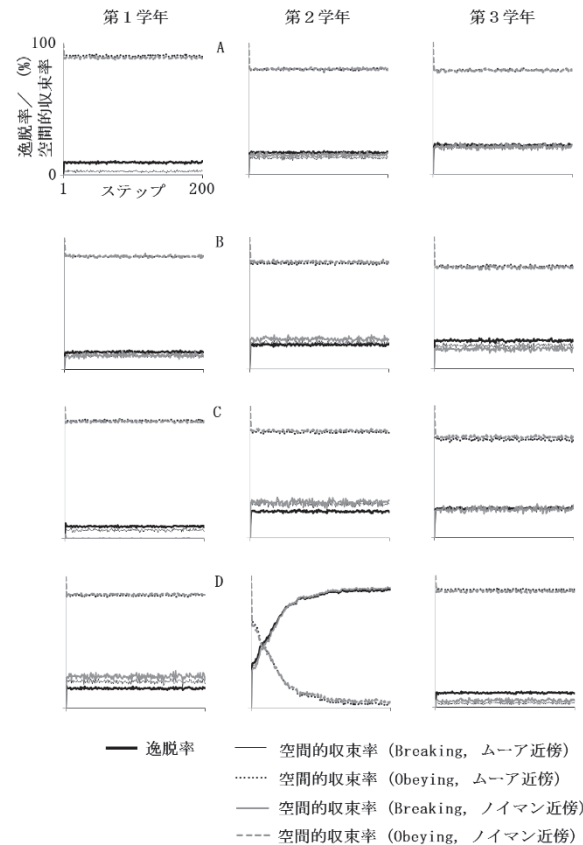 第1学年
第2学年
第3学年
A
100
逸脱率/ (%)
空間的収束率
0
1
ステップ
200
B
C
D
逸脱率
空間的収束率 (Breaking, ムーア近傍)
空間的収束率 (Obeying, ムーア近傍)
空間的収束率 (Breaking, ノイマン近傍)
空間的収束率 (Obeying, ノイマン近傍)